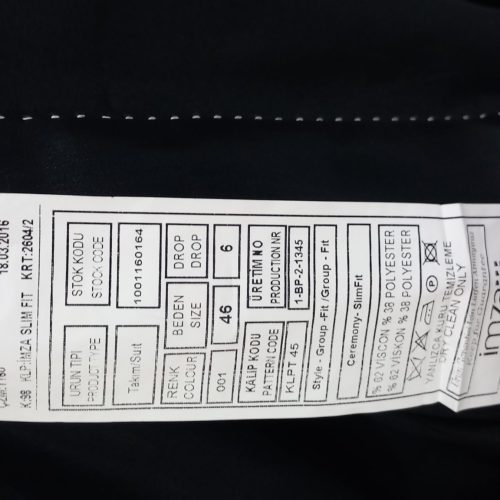 18.03.2016
K:98 KLP:İMZA SLIM FIT KRT:2604/2
ÜRÜN TİPİ
PRODUCT TYPE
STOK KODU
STOCK CODE
Takım/Suit
1001160164
RENK
COLOUR
BEDEN
SIZE
DROP
DROP
001
46
6
KALIP KODU
PATTERN CODE
ÜRETİM NO
PRODUCTION NR
KLPT 45
1-BP-2-1345
Style - Group -Fit /Group - Fit
Ceremony- SlimFit
% 62 VİSCON % 38 POLYESTER
% 62 VISKON % 38 POLYESTER
YANLIZCA KURU TEMİZLEME
DRY CLEAN ONLY